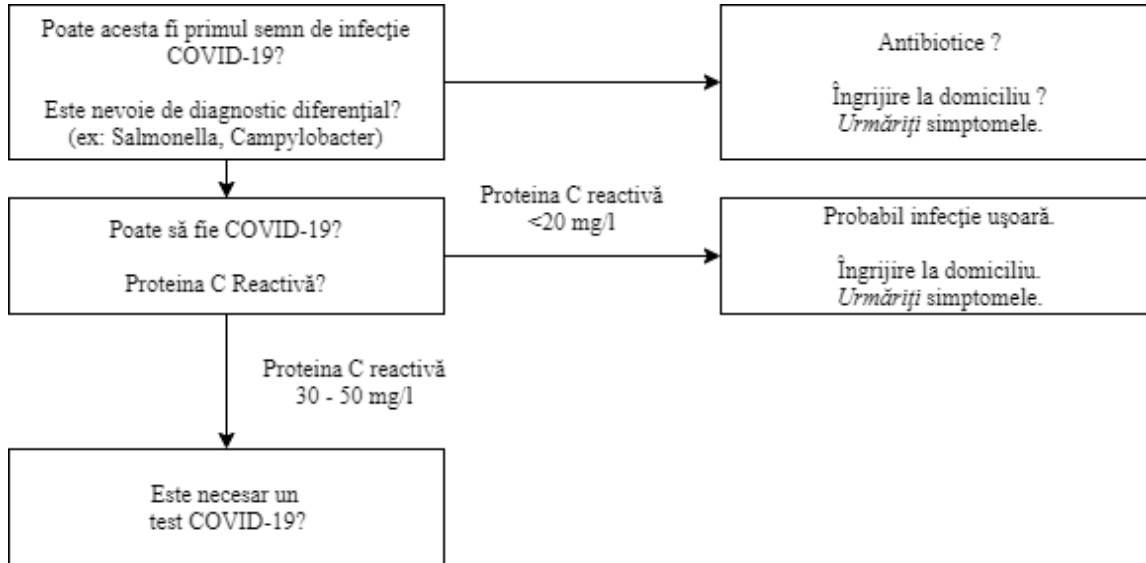 Poate acesta fi primul semn de infecţie
COVID-19?
Este nevoie de diagnostic diferenţial?
(ex: Salmonella, Campylobacter)
Antibiotice ?
Îngrijire la domiciliu ?
Urmăriţi simptomele.
Poate să fie COVID-19?
Proteina C Reactivă?
Proteina C reactivă
<20 mg/l
Probabil infecţie uşoară.
Îngrijire la domiciliu.
Urmăriţi simptomele.
Proteina C reactivă
30 - 50 mg/l
Este necesar un
test COVID-19?